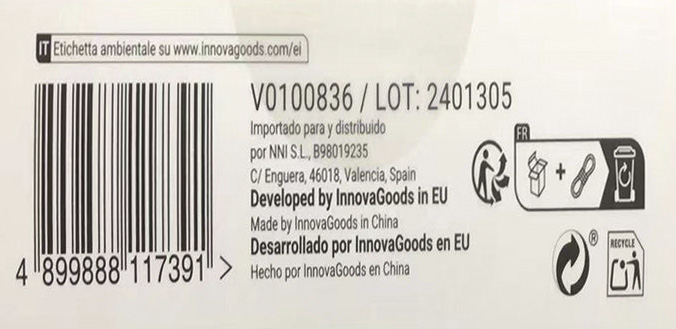 IT Etichetta ambientale su www.innovagoods.com/ei
V0100836 / LOT: 2401305
Importado para y distribuido
por NNI S.L., B98019235
C/ Enguera, 46018, Valencia, Spain
Developed by InnovaGoods in EU
Made by InnovaGoods in China
Desarrollado por InnovaGoods en EU
Hecho por InnovaGoods en China
4 899888 117391 >
FR
+
®
RECYCLE